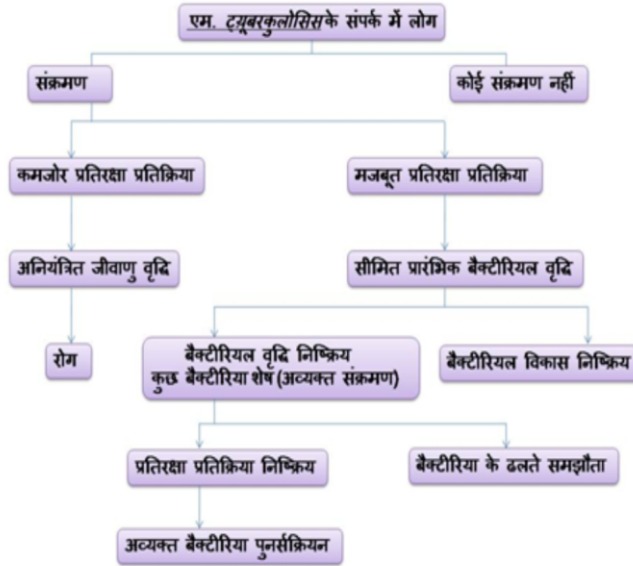 एम. ट्यूबरकुलोसिस के संपर्क में लोग
संक्रमण
कोई संक्रमण नहीं
कमजोर प्रतिरक्षा प्रतिक्रिया
मजबूत प्रतिरक्षा प्रतिक्रिया
अनियंत्रित जीवाणु वृद्धि
सीमित प्रारंभिक बैक्टीरियल वृद्धि
रोग
बैक्टीरियल वृद्धि निष्क्रिय
कुछ बैक्टीरिया शेष (अव्यक्त संक्रमण)
बैक्टीरियल विकास निष्क्रिय
प्रतिरक्षा प्रतिक्रिया निष्क्रिय
बैक्टीरिया के ढलते समझौता
अव्यक्त बैक्टीरिया पुनर्सक्रियन